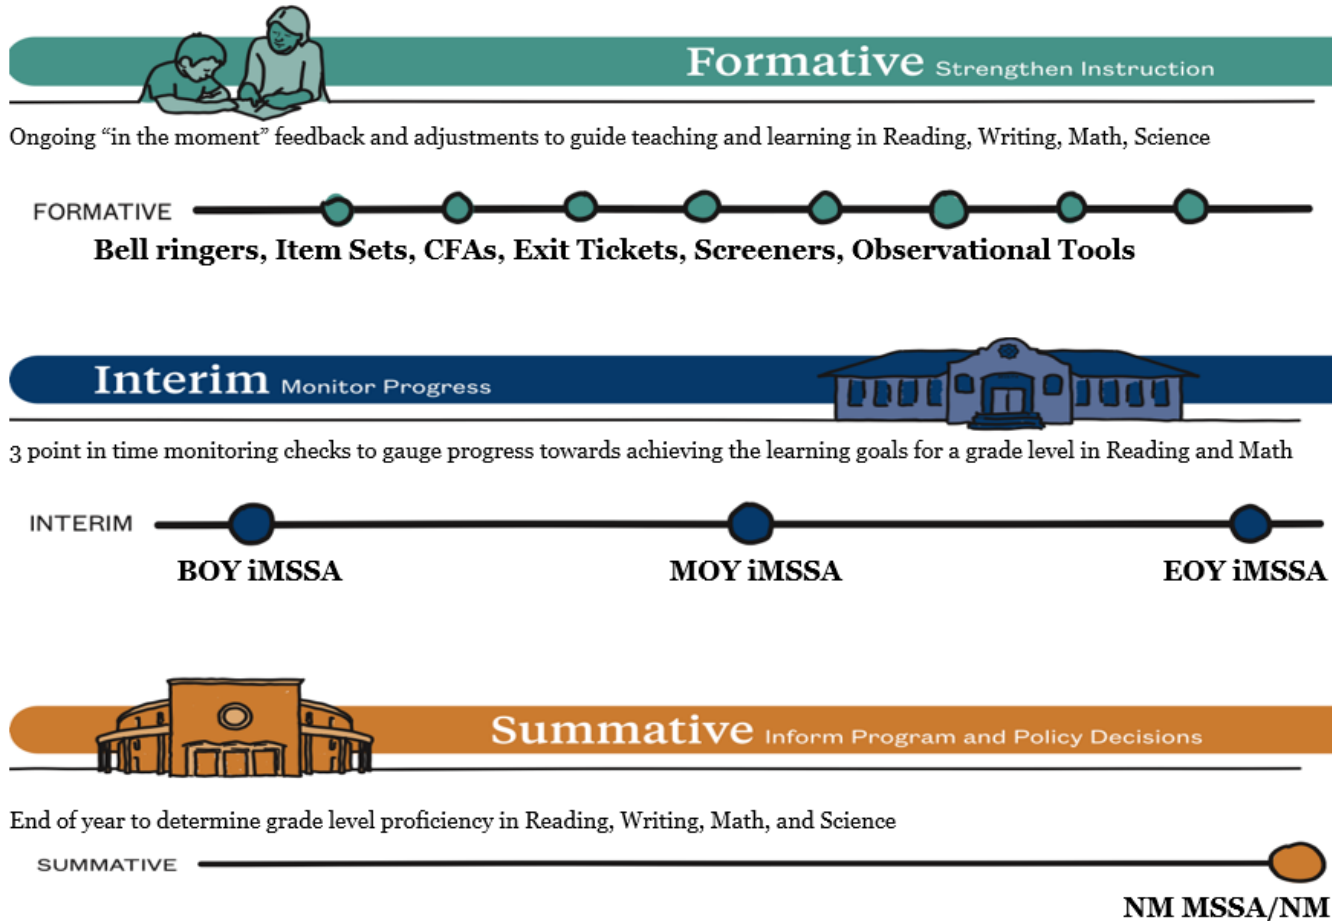 Formative Strengthen Instruction
Ongoing “in the moment” feedback and adjustments to guide teaching and learning in Reading, Writing, Math, Science
FORMATIVE
Bell ringers, Item Sets, CFAs, Exit Tickets, Screeners, Observational Tools
Interim Monitor Progress
3 point in time monitoring checks to gauge progress towards achieving the learning goals for a grade level in Reading and Math
INTERIM
BOY iMSSA MOY iMSSA EOY iMSSA
Summative Inform Program and Policy Decisions
End of year to determine grade level proficiency in Reading, Writing, Math, and Science
SUMMATIVE
NM MSSA/NM